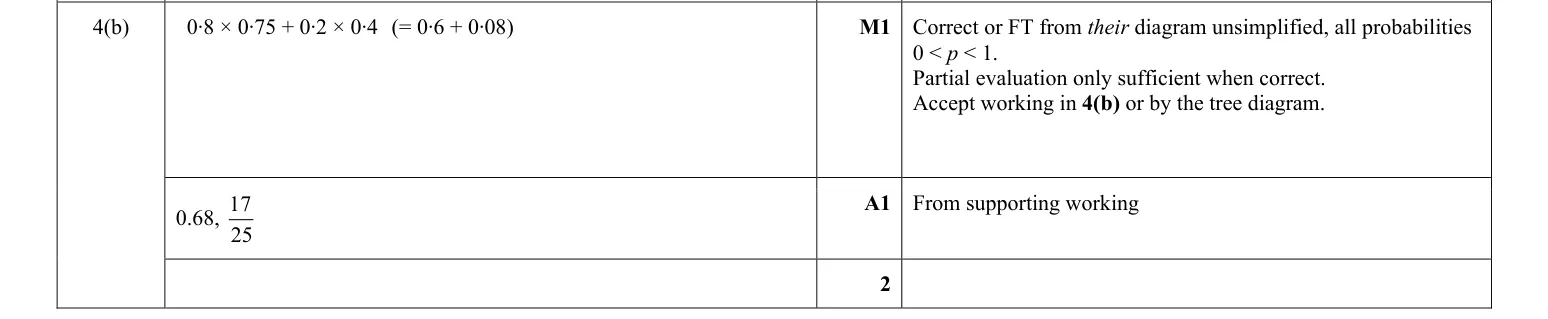 4(b) 0·8 × 0·75 + 0·2 × 0·4 (= 0·6 + 0·08) M1 Correct or FT from their diagram unsimplified, all probabilities
0 < p < 1.
Partial evaluation only sufficient when correct.
Accept working in 4(b) or by the tree diagram.
0.68, 17/25 A1 From supporting working
2